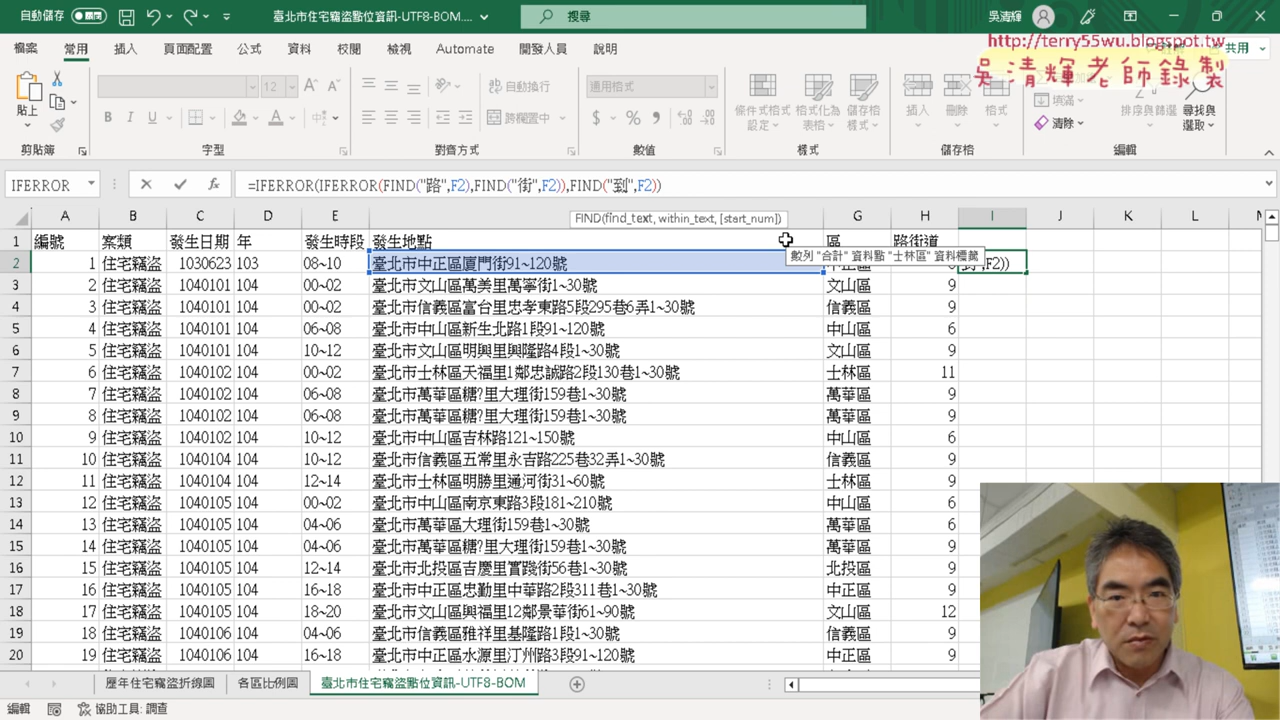 自動儲存 臺北市住宅竊盜點位資訊-UTF8-BOM.... 搜尋 吳清輝
檔案 常用 插入 頁面配置 公式 資料 校閱 檢視 Automate 開發人員 說明 共用
http://terry55wu.blogspot.tw
吳清輝老師錄製
貼上 12 自動換行 跨欄置中 通用格式 條件式格式設定 格式化為表格 儲存格樣式 插入 刪除 格式 填滿 清除 排序與篩選 尋找與選取
剪貼簿 字型 對齊方式 數值 樣式 儲存格 編輯
IFERROR =IFERROR(IFERROR(FIND("路",F2),FIND("街",F2)),FIND("到",F2))
FIND(find_text, within_text, [start_num])
A B C D E G H I J K L
1 編號 案類 發生日期 年 發生時段 發生地點 區 路街道
數列 "合計" 資料點 "士林區" 資料標籤
2 1 住宅竊盜 1030623 103 08~10 臺北市中正區廈門街91~120號 中正區 ,F2))
3 2 住宅竊盜 1040101 104 00~02 臺北市文山區萬美里萬寧街1~30號 文山區 9
4 3 住宅竊盜 1040101 104 00~02 臺北市信義區富台里忠孝東路5段295巷6弄1~30號 信義區 9
5 4 住宅竊盜 1040101 104 06~08 臺北市中山區新生北路1段91~120號 中山區 6
6 5 住宅竊盜 1040101 104 10~12 臺北市文山區明興里興隆路4段1~30號 文山區 9
7 6 住宅竊盜 1040102 104 00~02 臺北市士林區天福里1鄰忠誠路2段130巷1~30號 士林區 11
8 7 住宅竊盜 1040102 104 06~08 臺北市萬華區糖?里大理街159巷1~30號 萬華區 9
9 8 住宅竊盜 1040102 104 06~08 臺北市萬華區糖?里大理街159巷1~30號 萬華區 9
10 9 住宅竊盜 1040102 104 10~12 臺北市中山區吉林路121~150號 中山區 6
11 10 住宅竊盜 1040104 104 10~12 臺北市信義區五常里永吉路225巷32弄1~30號 信義區 9
12 11 住宅竊盜 1040104 104 12~14 臺北市士林區明勝里通河街31~60號 士林區 9
13 12 住宅竊盜 1040105 104 00~02 臺北市中山區南京東路3段181~210號 中山區 6
14 13 住宅竊盜 1040105 104 04~06 臺北市萬華區大理街159巷1~30號 萬華區 6
15 14 住宅竊盜 1040105 104 04~06 臺北市萬華區糖?里大理街159巷1~30號 萬華區 9
16 15 住宅竊盜 1040105 104 12~14 臺北市北投區吉慶里實踐街56巷1~30號 北投區 9
17 16 住宅竊盜 1040105 104 16~18 臺北市中正區忠勤里中華路2段311巷1~30號 中正區 9
18 17 住宅竊盜 1040105 104 18~20 臺北市文山區興福里12鄰景華街61~90號 文山區 12
19 18 住宅竊盜 1040106 104 04~06 臺北市信義區雅祥里基隆路1段1~30號 信義區 9
20 19 住宅竊盜 1040106 104 16~18 臺北市中正區水源里汀州路3段91~120號 中正區 9
歷年住宅竊盜折線圖 各區比例圖 臺北市住宅竊盜點位資訊-UTF8-BOM
編輯 協助工具: 調查